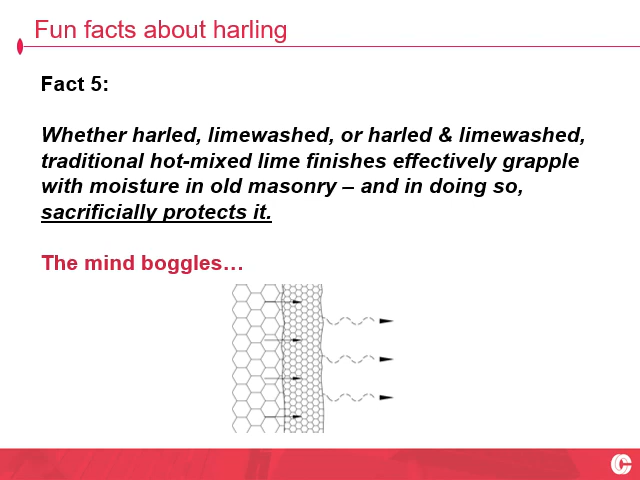 Fun facts about harling
Fact 5:
Whether harled, limewashed, or harled & limewashed,
traditional hot-mixed lime finishes effectively grapple
with moisture in old masonry – and in doing so,
sacrificially protects it.
The mind boggles…